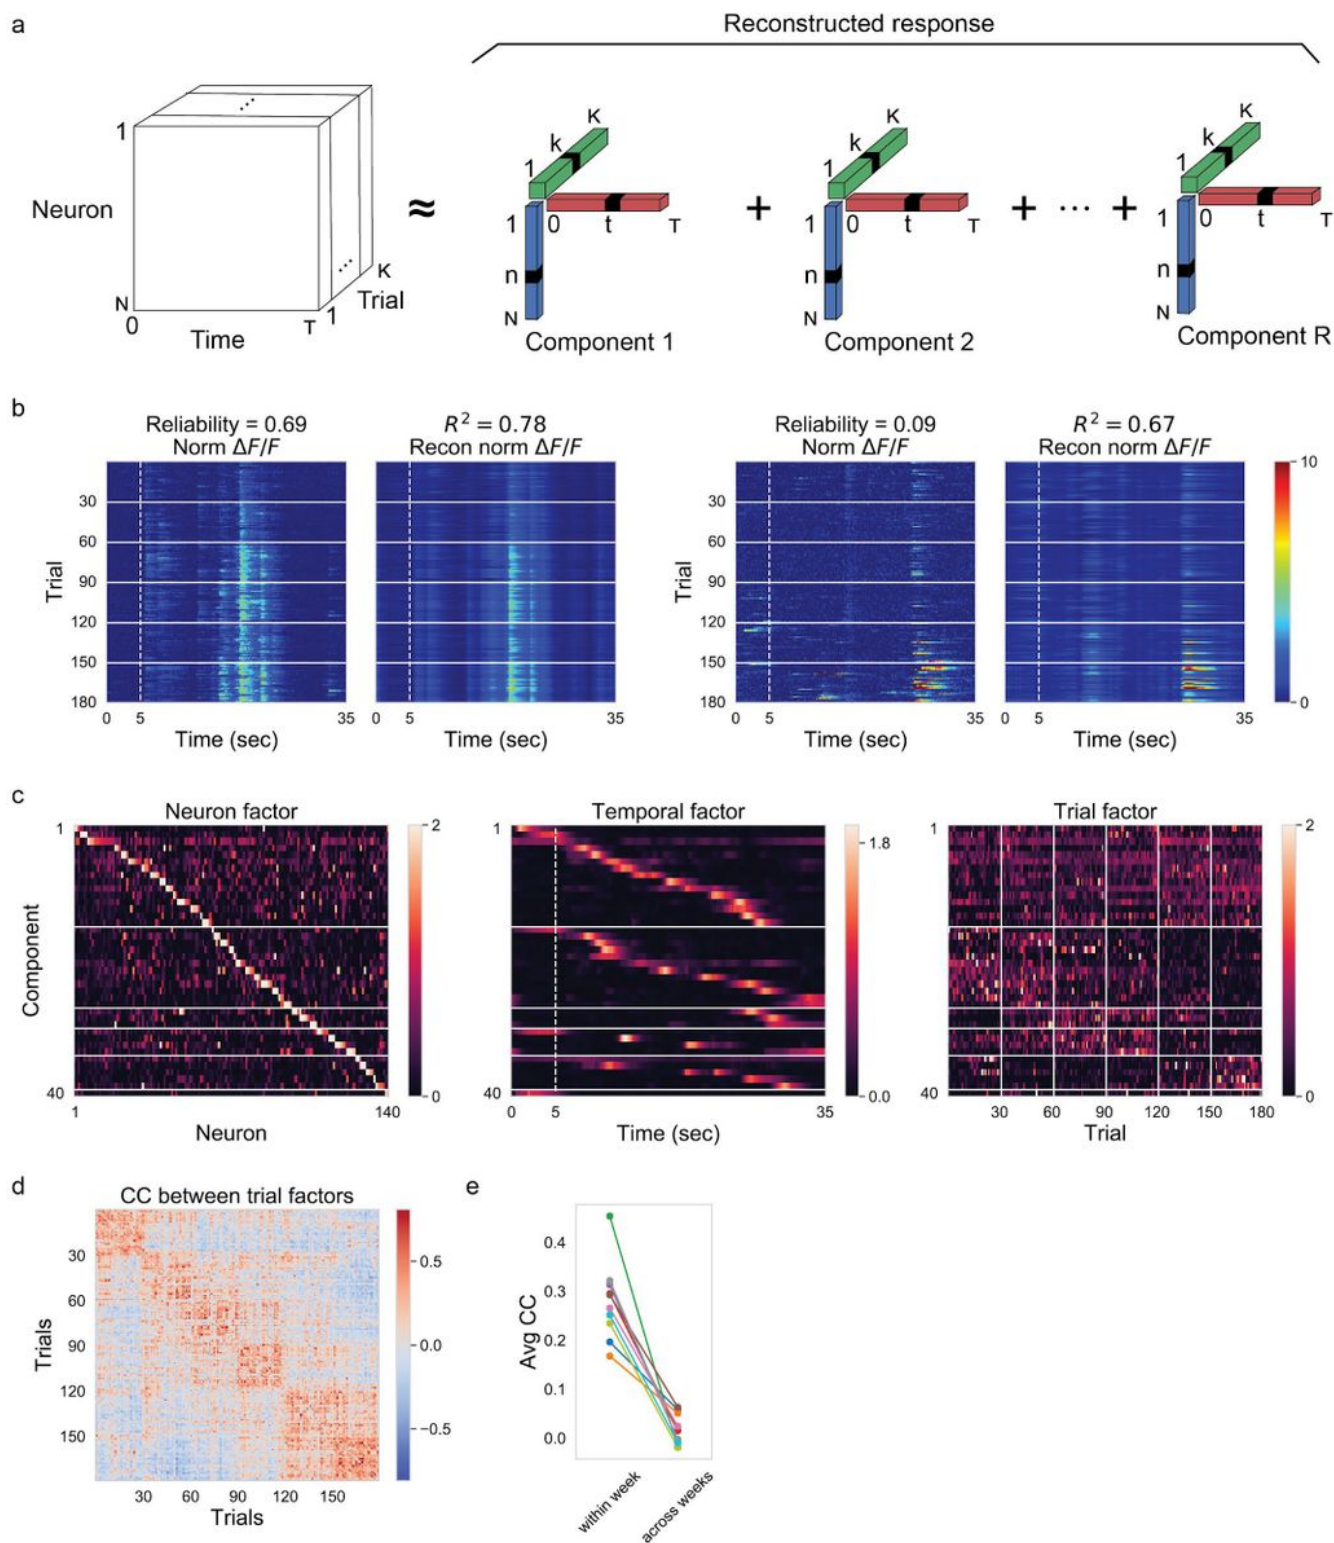 a
Reconstructed response
1
Neuron
N
0
Time
T
1
Trial
K
≈
1
k
K
1
0
t
T
n
N
Component 1
+
1
k
K
1
0
t
T
n
N
Component 2
+ ... +
1
k
K
1
0
t
T
n
N
Component R
b
Reliability = 0.69
Norm ΔF/F
R² = 0.78
Recon norm ΔF/F
Reliability = 0.09
Norm ΔF/F
R² = 0.67
Recon norm ΔF/F
Trial
30
60
90
120
150
180
0 5 35
Time (sec)
0 5 35
Time (sec)
Trial
30
60
90
120
150
180
0 5 35
Time (sec)
0 5 35
Time (sec)
10
0
c
Neuron factor
Component
1
40
1 140
Neuron
2
0
Temporal factor
0 5 35
Time (sec)
1.8
0.0
Trial factor
1
40
30 60 90 120 150 180
Trial
2
0
d
CC between trial factors
Trials
30
60
90
120
150
30 60 90 120 150
Trials
0.5
0.0
−0.5
e
Avg CC
0.4
0.3
0.2
0.1
0.0
within week
across weeks